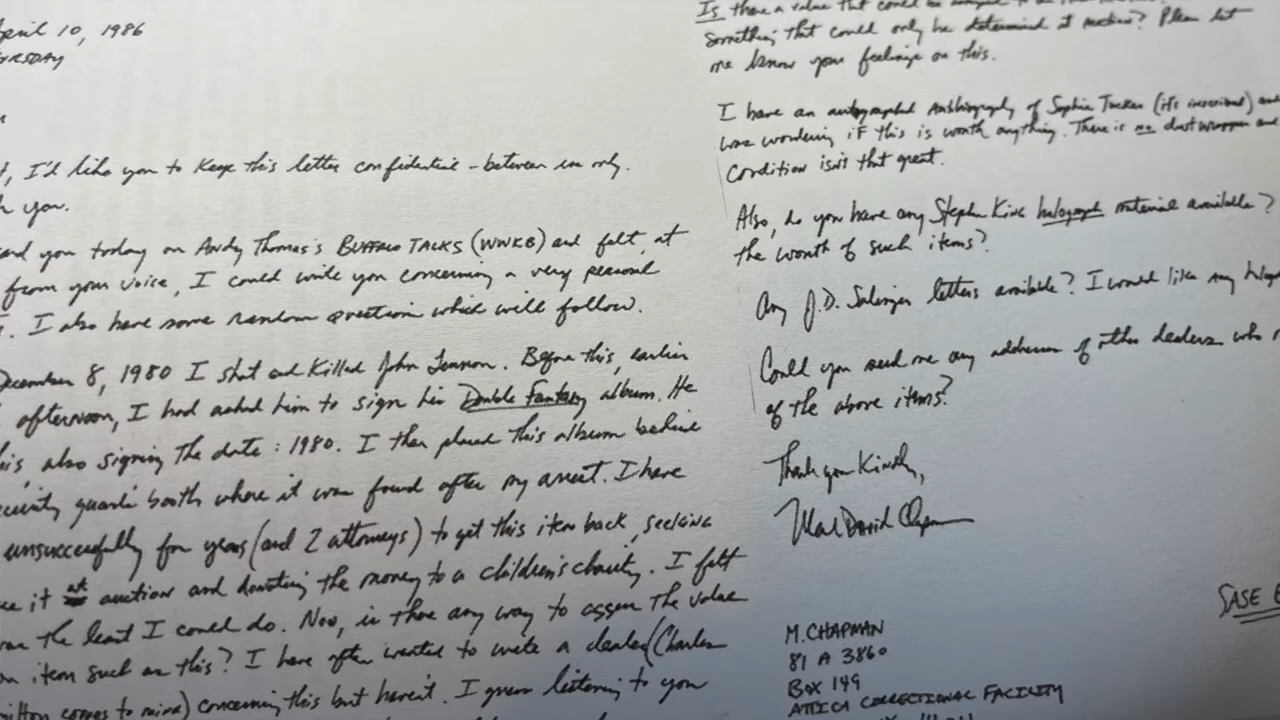 April 10, 1986
I'd like you to keep this letter confidential - between us only.
you.
you today on Andy Thomas's BUFFALO TALKS (WWKB) and felt, at
from your voice, I could write you concerning a very personal
. I also have some random question which will follow.
December 8, 1980 I shot and killed John Lennon. Before this, earlier
afternoon, I had asked him to sign his Double Fantasy album. He
this, also signing the date : 1980. I then placed this album behind
guards' booth where it was found after my arrest. I have
unsuccessfully for years (and 2 attorneys) to get this item back, seeking
it at auction and donating the money to a children's charity. I felt
was the least I could do. Now, is there any way to assess the value
an item such as this? I have often wanted to write a dealer (Charles
comes to mind) concerning this but haven't. I guess listening to you
Is there a value that could be
something that could only be determined at auction? Please let
me know your feelings on this.
I have an autographed Autobiography of Sophie Tucker (it's inscribed) and
was wondering if this is worth anything. There is no dustwrapper and
condition isn't that great.
Also, do you have any Stephen King holograph material available?
the worth of such items?
Any J.D. Salinger letters available? I would like any
Could you send me any addresses of other dealers who
of the above items?
Thank you Kindly,
Mark David Chapman
M. CHAPMAN
81 A 3860
BOX 149
ATTICA CORRECTIONAL FACILITY
SASE